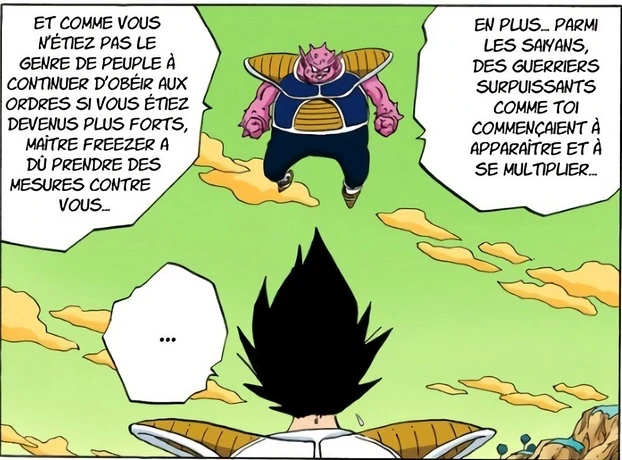 EN PLUS... PARMI
LES SAIYANS,
DES GUERRIERS
SURPUISSANTS
COMME TOI
COMMENÇAIENT À
APPARAÎTRE ET À
SE MULTIPLIER...
ET COMME VOUS
N'ÉTIEZ PAS LE
GENRE DE PEUPLE À
CONTINUER D'OBÉIR AUX
ORDRES SI VOUS ÉTIEZ
DEVENUS PLUS FORTS,
MAÎTRE FREEZER A
DÛ PRENDRE DES
MESURES CONTRE
VOUS...
...